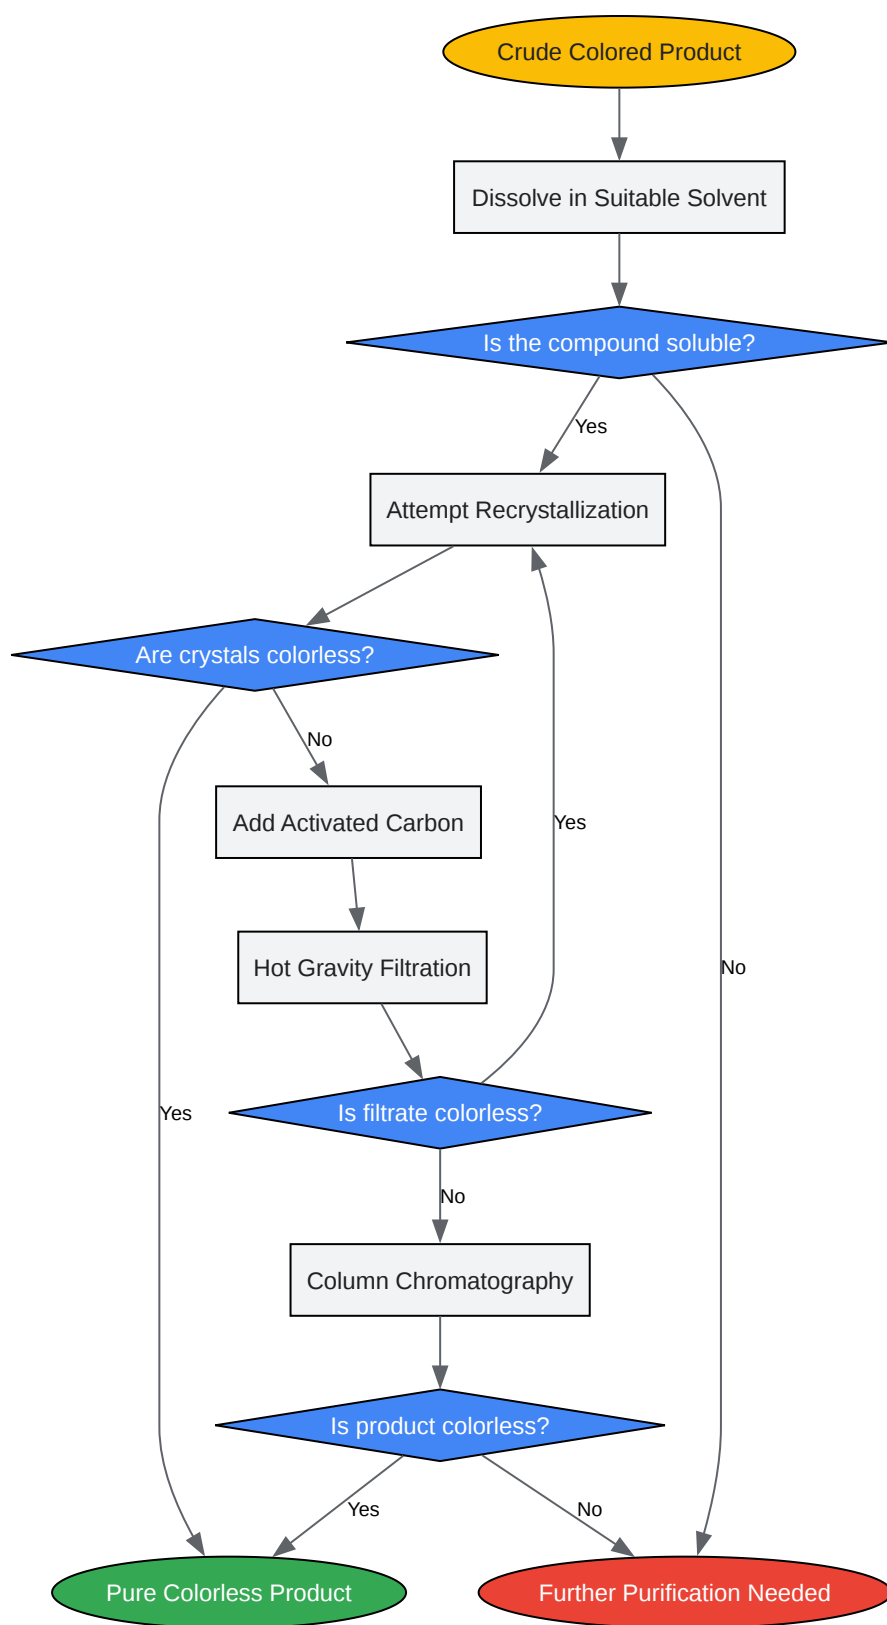 Crude Colored Product
Dissolve in Suitable Solvent
Is the compound soluble?
Yes
Attempt Recrystallization
Are crystals colorless?
No
Add Activated Carbon
Yes
Hot Gravity Filtration
No
Is filtrate colorless?
Yes
No
Column Chromatography
Is product colorless?
Yes
No
Pure Colorless Product
Further Purification Needed